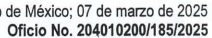 o de México; 07 de marzo de 2025
Oficio No. 204010200/185/2025